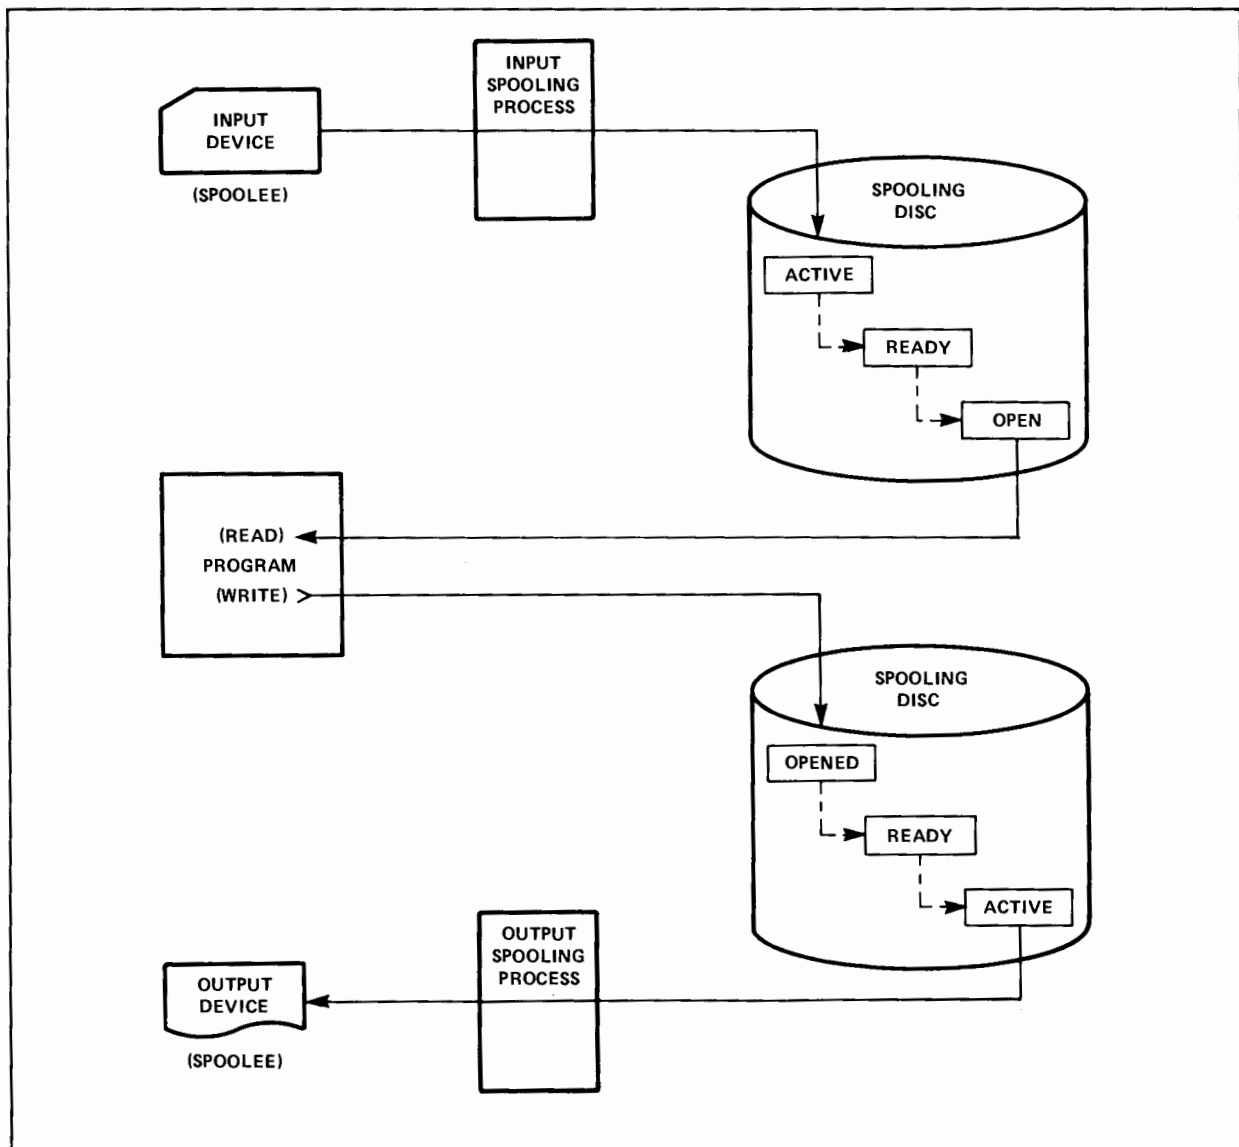 INPUT
SPOOLING
PROCESS
INPUT
DEVICE
(SPOOLEE)
SPOOLING
DISC
ACTIVE
READY
OPEN
(READ)
PROGRAM
(WRITE)
SPOOLING
DISC
OPENED
READY
ACTIVE
OUTPUT
SPOOLING
PROCESS
OUTPUT
DEVICE
(SPOOLEE)